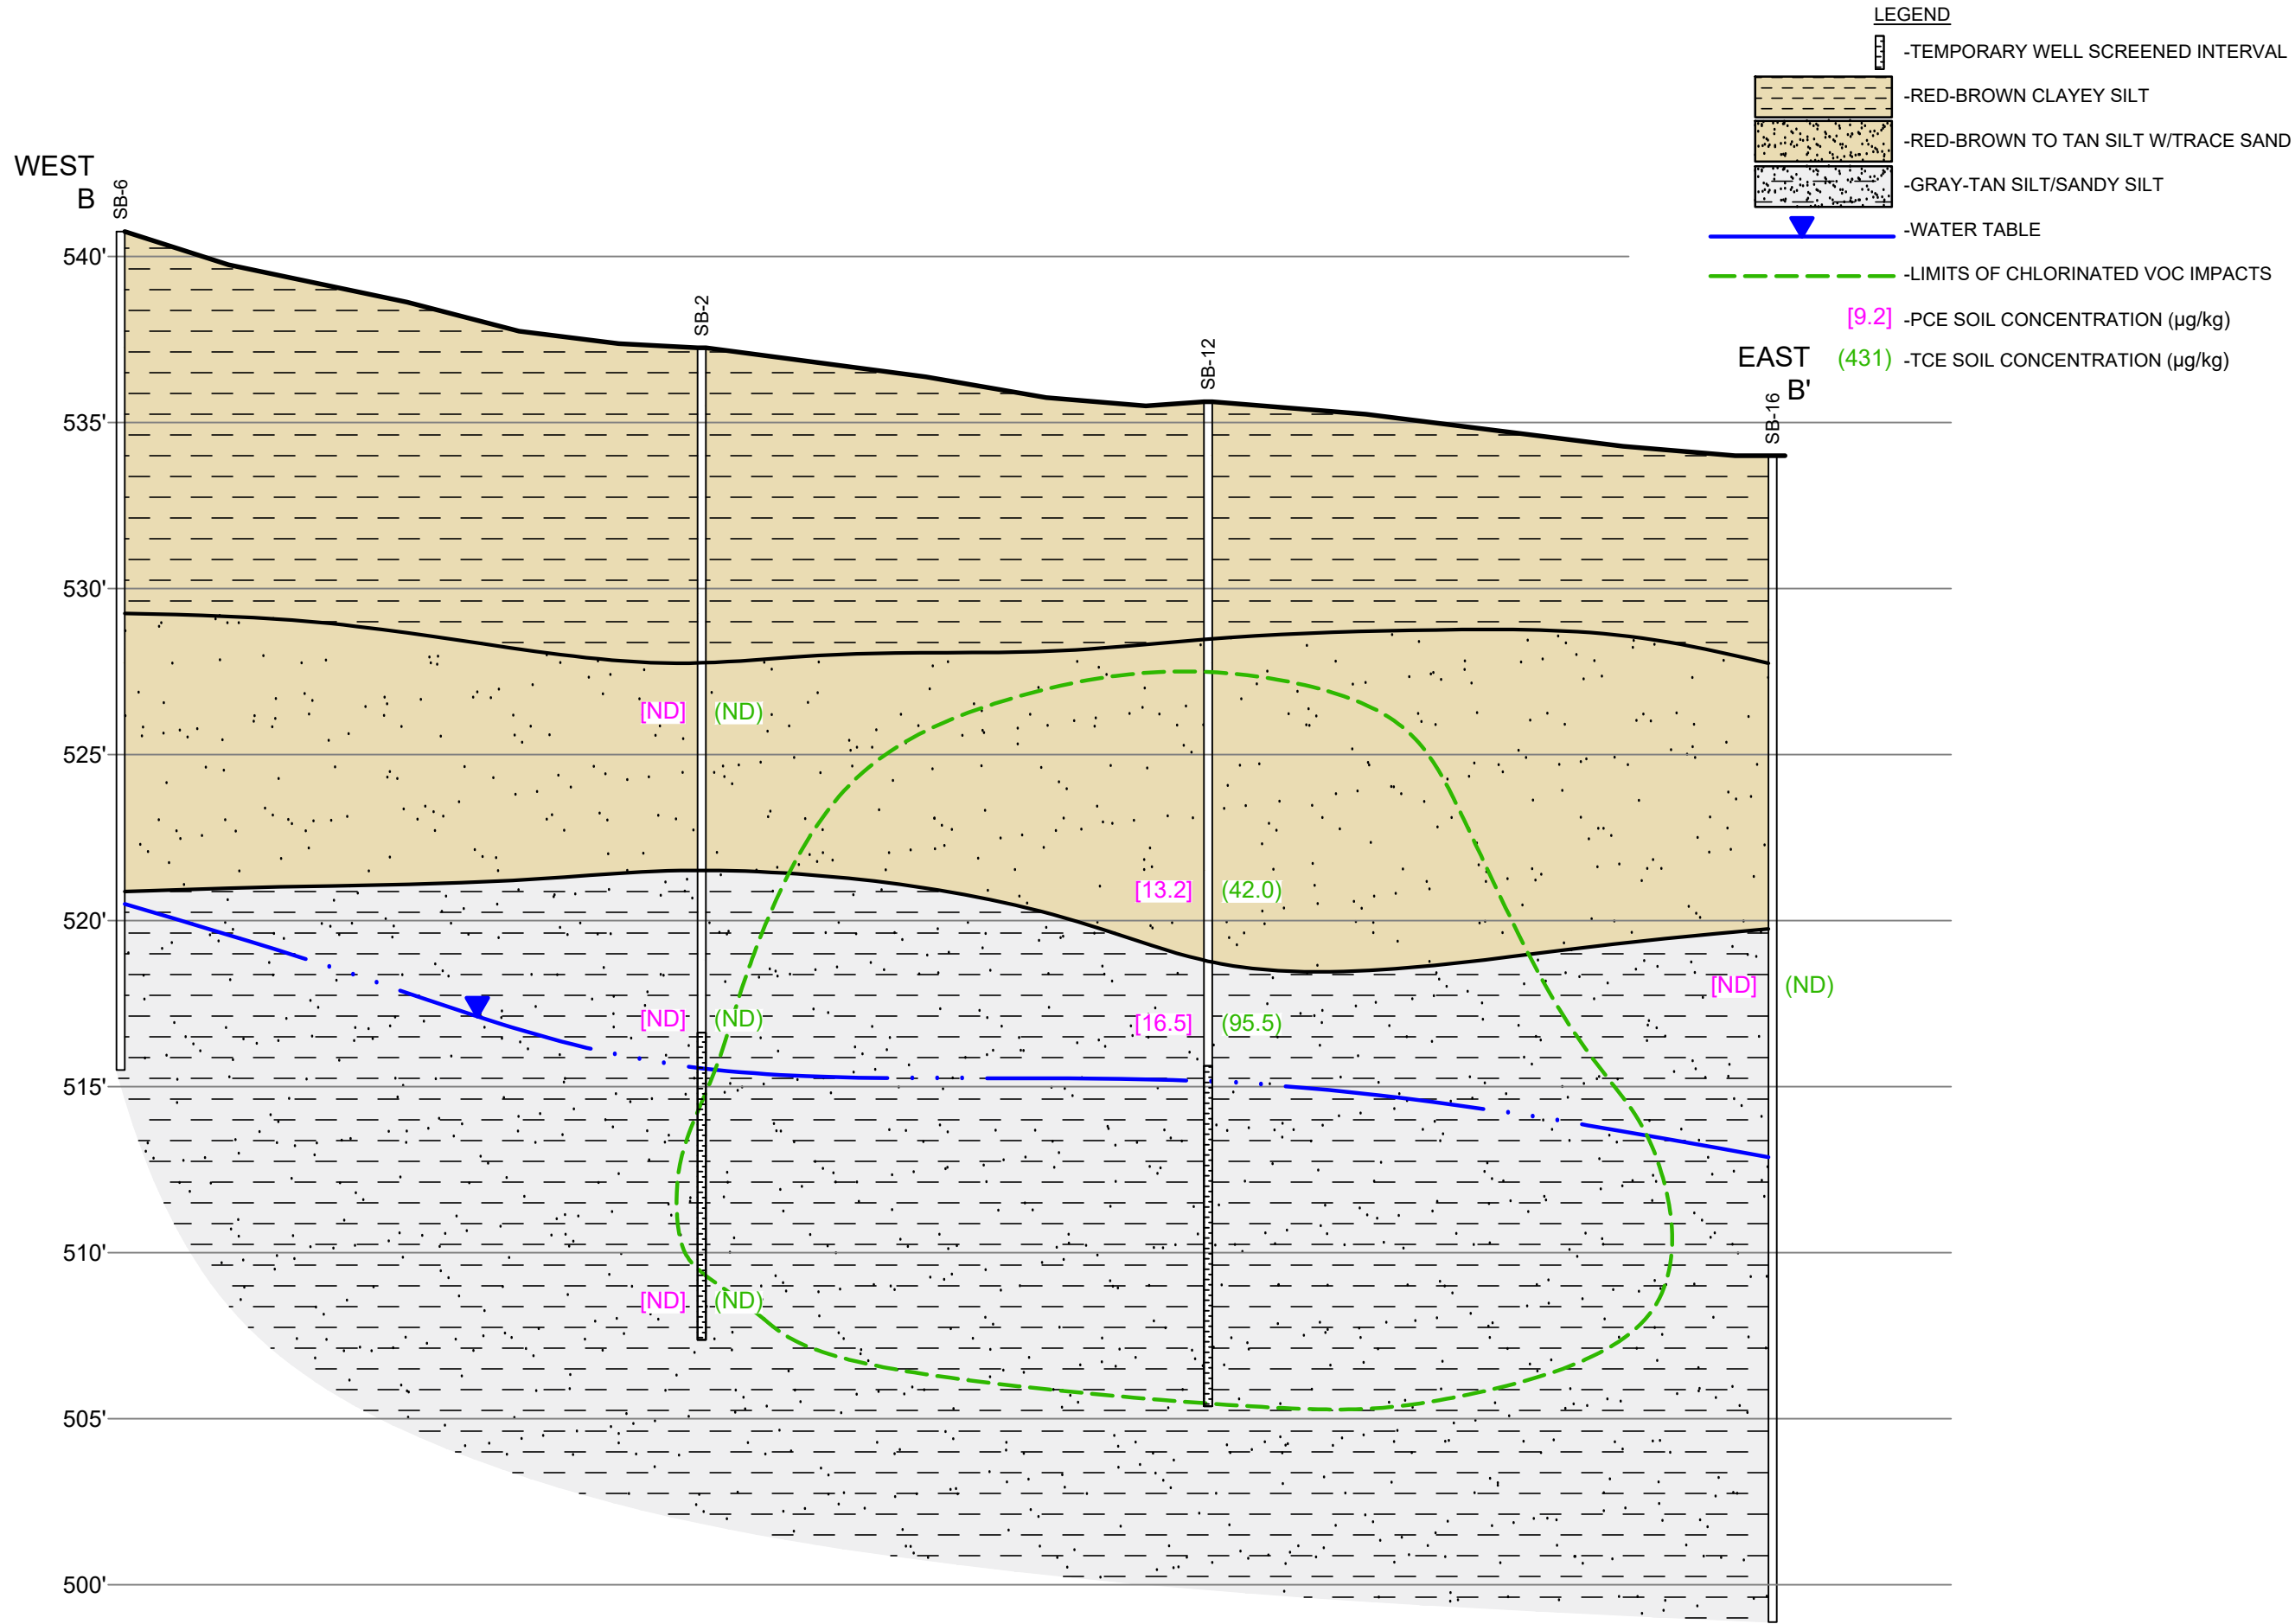 LEGEND
-TEMPORARY WELL SCREENED INTERVAL
-RED-BROWN CLAYEY SILT
-RED-BROWN TO TAN SILT W/TRACE SAND
-GRAY-TAN SILT/SANDY SILT
-WATER TABLE
-LIMITS OF CHLORINATED VOC IMPACTS
[9.2] -PCE SOIL CONCENTRATION (µg/kg)
(431) -TCE SOIL CONCENTRATION (µg/kg)
WEST
B
SB-6
SB-2
SB-12
EAST
B'
SB-16
540'
535'
530'
525'
520'
515'
510'
505'
500'
[ND] (ND)
[13.2] (42.0)
[ND] (ND)
[ND] (ND)
[16.5] (95.5)
[ND] (ND)